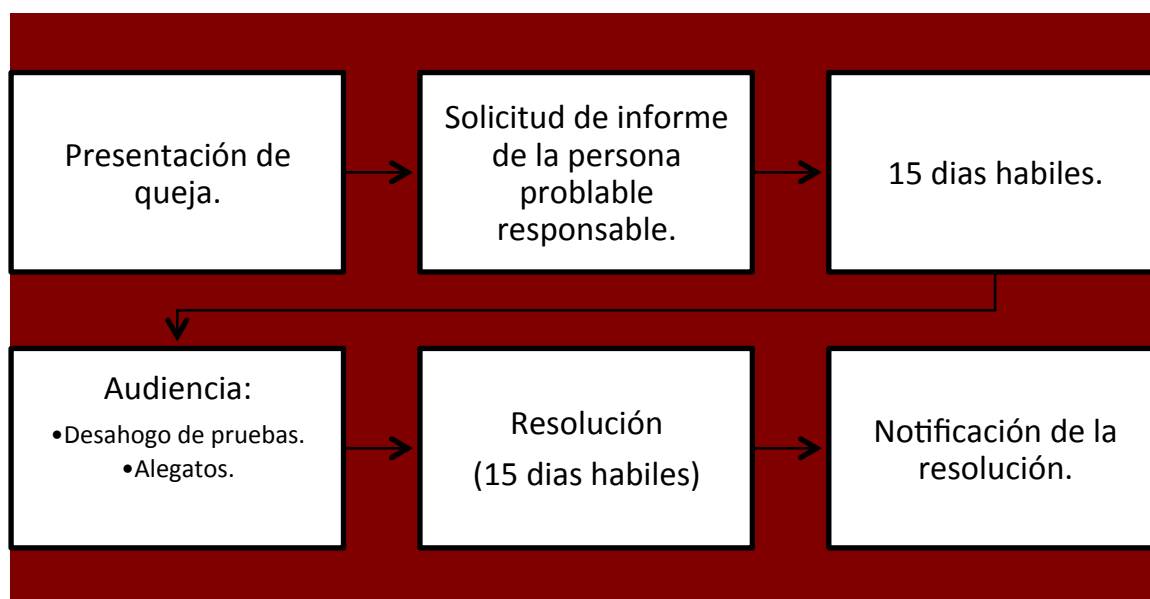 Presentación de
queja.
Solicitud de informe
de la persona
problable
responsable.
15 dias habiles.
Audiencia:
•Desahogo de pruebas.
•Alegatos.
Resolución
(15 dias habiles)
Notificación de la
resolución.